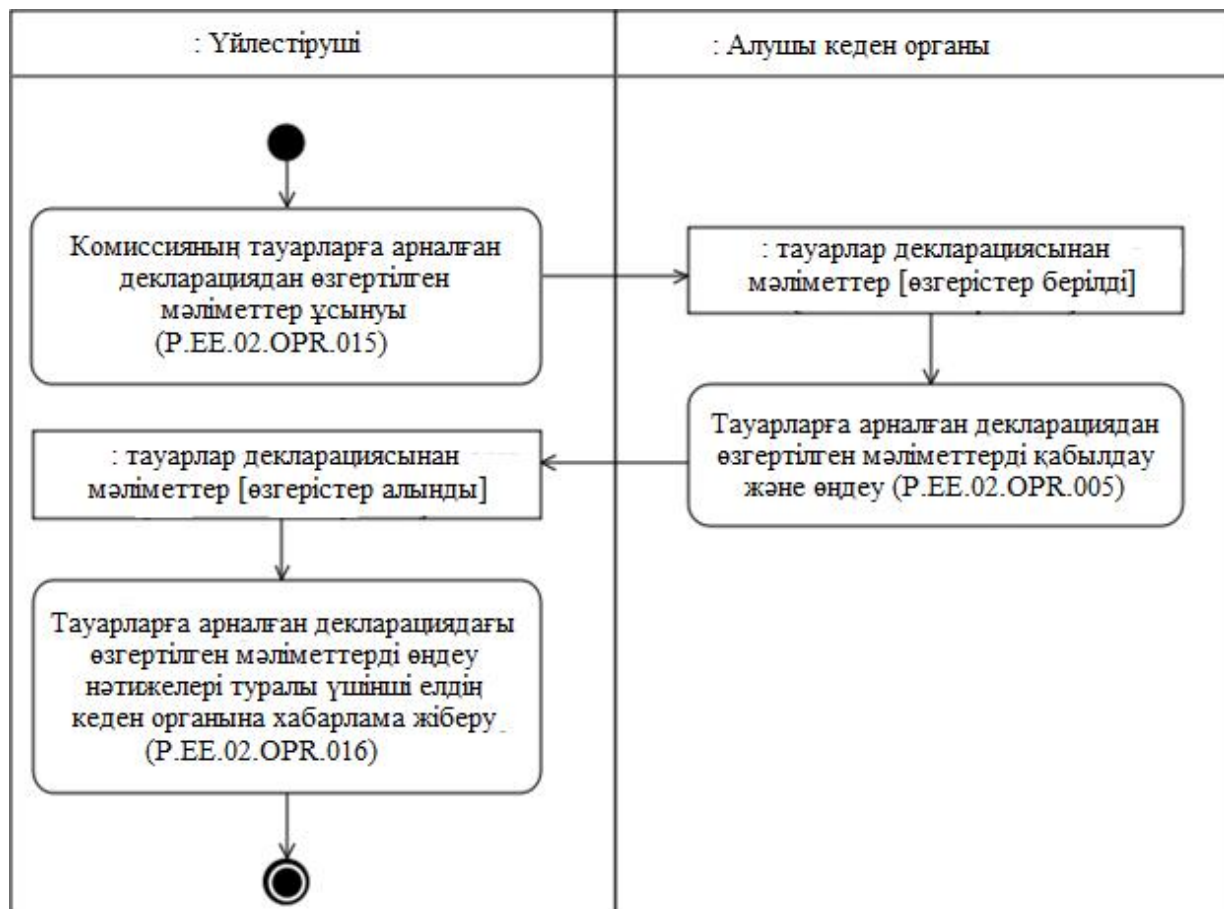 : Үйлестіруші
: Алушы кеден органы
Комиссияның тауарларға арналған
декларациядан өзгертілген
мәліметтер ұсынуы
(P.EE.02.OPR.015)
: тауарлар декларациясынан
мәліметтер [өзгерістер берілді]
Тауарларға арналған декларациядан
өзгертілген мәліметтерді қабылдау
және өңдеу (P.EE.02.OPR.005)
: тауарлар декларациясынан
мәліметтер [өзгерістер алынды]
Тауарларға арналған декларациядағы
өзгертілген мәліметтерді өңдеу
нәтижелері туралы үшінші елдің
кеден органына хабарлама жіберу
(P.EE.02.OPR.016)